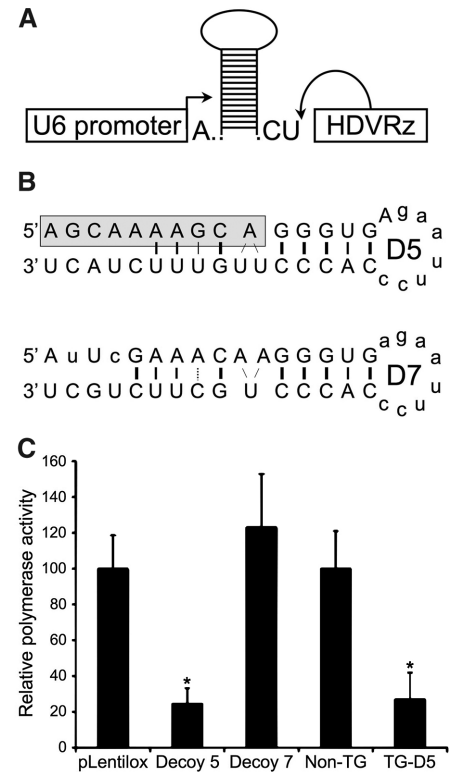 A
U6 promoter A.. .CU HDVRz
B
5' A G C A A A A G C A G G G U G A g a a u u c c c D5
3' U C A U C U U U G U U C C C A C
5' A u U c G A A A C A A G G G U G a g a a u u c c c D7
3' U C G U C U U C G U C C C A C
C
Relative polymerase activity
160
140
120
100
80
60
40
20
0
*
*
pLentilox Decoy 5 Decoy 7 Non-TG TG-D5